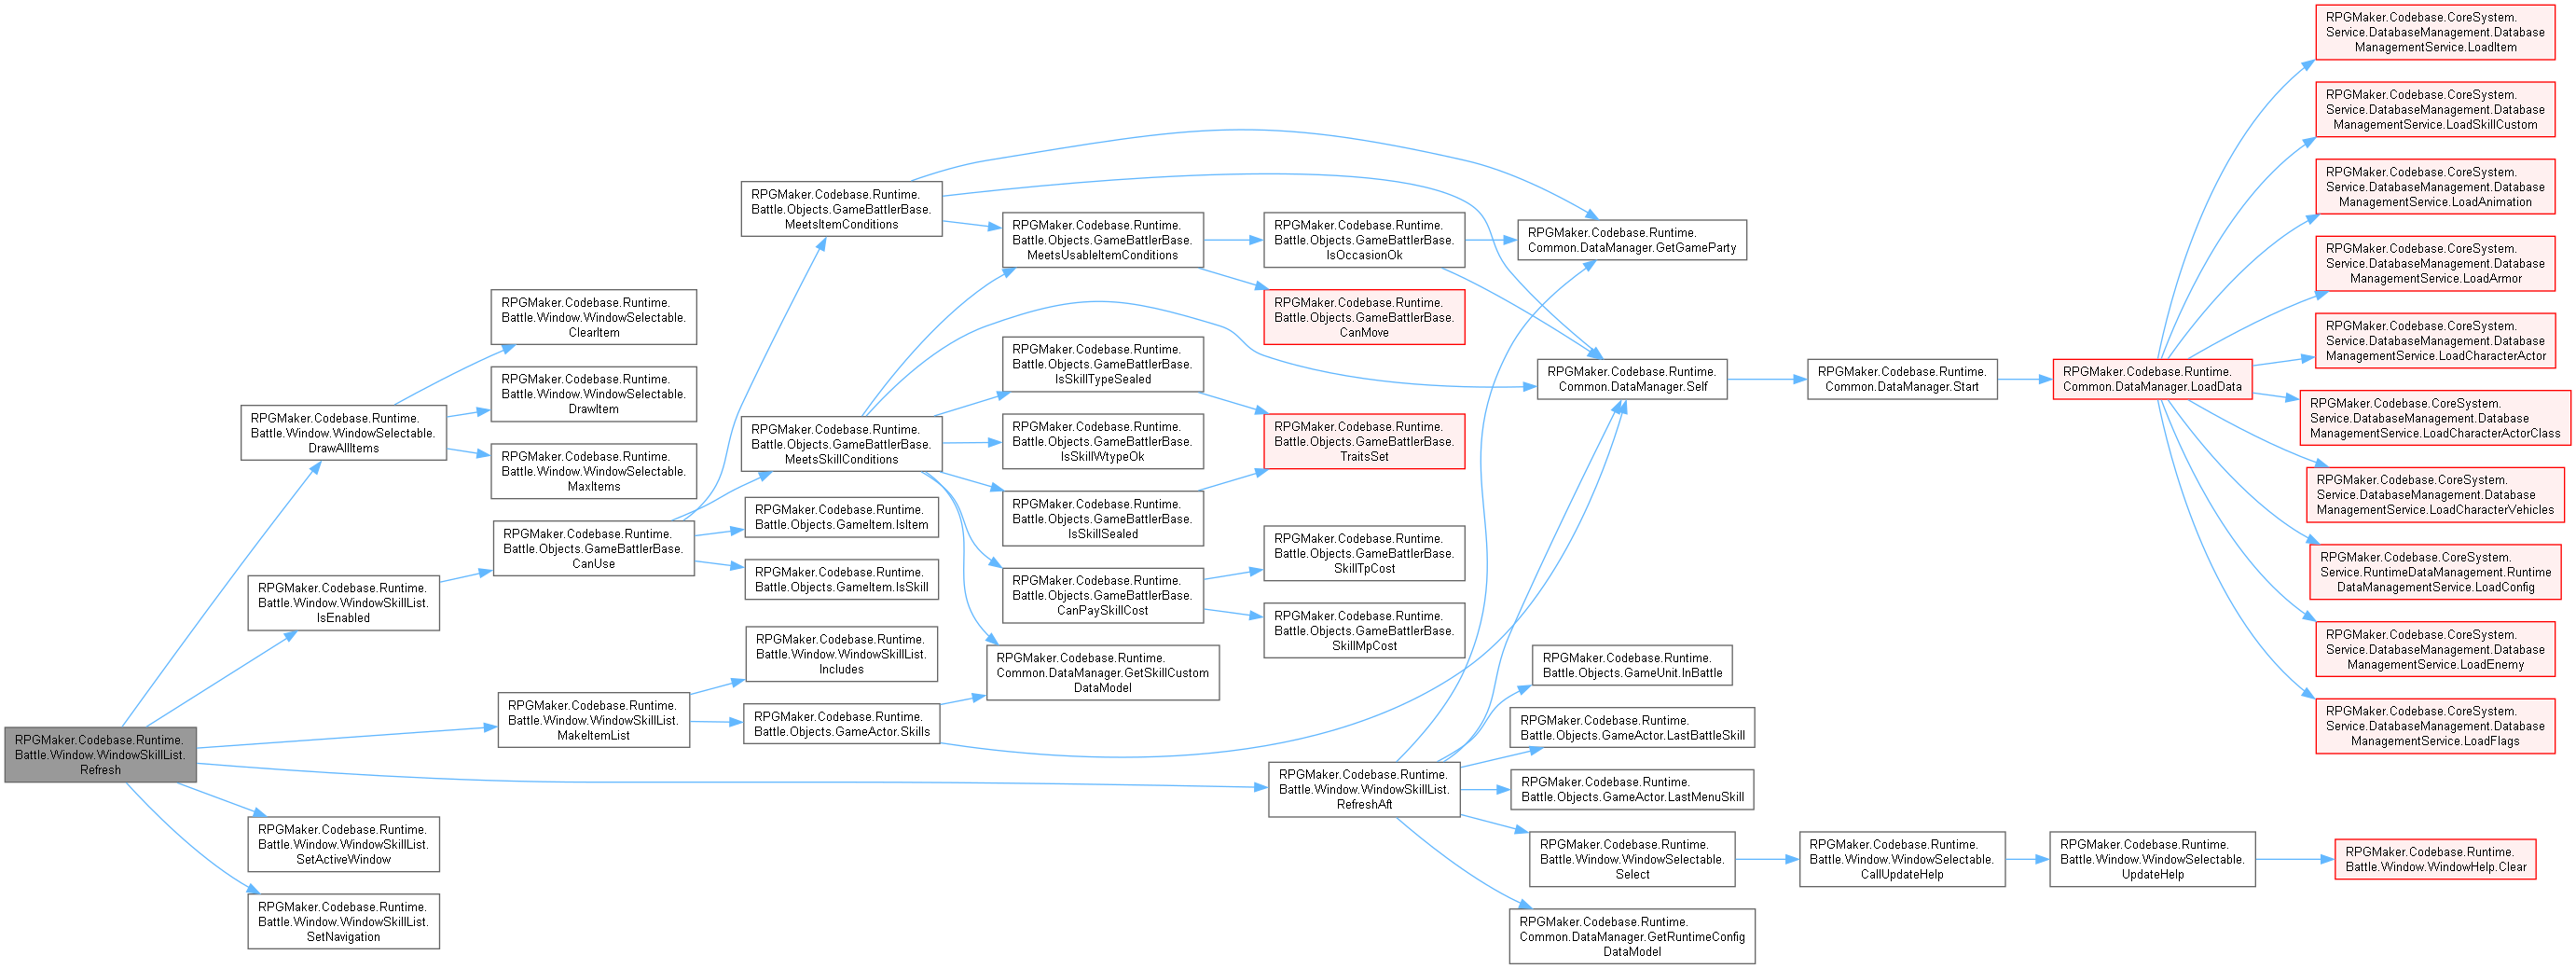 RPGMaker.Codebase.Runtime.
Battle.Window.WindowSkillList.
Refresh
RPGMaker.Codebase.Runtime.
Battle.Window.WindowSelectable.
DrawAllItems
RPGMaker.Codebase.Runtime.
Battle.Window.WindowSkillList.
IsEnabled
RPGMaker.Codebase.Runtime.
Battle.Window.WindowSkillList.
SetActiveWindow
RPGMaker.Codebase.Runtime.
Battle.Window.WindowSkillList.
SetNavigation
RPGMaker.Codebase.Runtime.
Battle.Window.WindowSelectable.
ClearItem
RPGMaker.Codebase.Runtime.
Battle.Window.WindowSelectable.
DrawItem
RPGMaker.Codebase.Runtime.
Battle.Window.WindowSelectable.
MaxItems
RPGMaker.Codebase.Runtime.
Battle.Objects.GameBattlerBase.
CanUse
RPGMaker.Codebase.Runtime.
Battle.Window.WindowSkillList.
MakeItemList
RPGMaker.Codebase.Runtime.
Battle.Objects.GameBattlerBase.
MeetsItemConditions
RPGMaker.Codebase.Runtime.
Battle.Objects.GameBattlerBase.
MeetsSkillConditions
RPGMaker.Codebase.Runtime.
Battle.Objects.GameItem.IsItem
RPGMaker.Codebase.Runtime.
Battle.Objects.GameItem.IsSkill
RPGMaker.Codebase.Runtime.
Battle.Window.WindowSkillList.
Includes
RPGMaker.Codebase.Runtime.
Battle.Objects.GameActor.Skills
RPGMaker.Codebase.Runtime.
Battle.Objects.GameBattlerBase.
MeetsUsableItemConditions
RPGMaker.Codebase.Runtime.
Battle.Objects.GameBattlerBase.
IsSkillTypeSealed
RPGMaker.Codebase.Runtime.
Battle.Objects.GameBattlerBase.
IsSkillWtypeOk
RPGMaker.Codebase.Runtime.
Battle.Objects.GameBattlerBase.
IsSkillSealed
RPGMaker.Codebase.Runtime.
Battle.Objects.GameBattlerBase.
CanPaySkillCost
RPGMaker.Codebase.Runtime.
Common.DataManager.GetSkillCustom
DataModel
RPGMaker.Codebase.Runtime.
Battle.Objects.GameBattlerBase.
IsOccasionOk
RPGMaker.Codebase.Runtime.
Battle.Objects.GameBattlerBase.
CanMove
RPGMaker.Codebase.Runtime.
Battle.Objects.GameBattlerBase.
TraitsSet
RPGMaker.Codebase.Runtime.
Battle.Objects.GameBattlerBase.
SkillTpCost
RPGMaker.Codebase.Runtime.
Battle.Objects.GameBattlerBase.
SkillMpCost
RPGMaker.Codebase.Runtime.
Battle.Window.WindowSkillList.
RefreshAft
RPGMaker.Codebase.Runtime.
Common.DataManager.GetGameParty
RPGMaker.Codebase.Runtime.
Common.DataManager.Self
RPGMaker.Codebase.Runtime.
Battle.Objects.GameUnit.InBattle
RPGMaker.Codebase.Runtime.
Battle.Objects.GameActor.LastBattleSkill
RPGMaker.Codebase.Runtime.
Battle.Objects.GameActor.LastMenuSkill
RPGMaker.Codebase.Runtime.
Battle.Window.WindowSelectable.
Select
RPGMaker.Codebase.Runtime.
Common.DataManager.GetRuntimeConfig
DataModel
RPGMaker.Codebase.Runtime.
Common.DataManager.Start
RPGMaker.Codebase.Runtime.
Battle.Window.WindowSelectable.
CallUpdateHelp
RPGMaker.Codebase.Runtime.
Common.DataManager.LoadData
RPGMaker.Codebase.Runtime.
Battle.Window.WindowSelectable.
UpdateHelp
RPGMaker.Codebase.CoreSystem.
Service.DatabaseManagement.Database
ManagementService.LoadItem
RPGMaker.Codebase.CoreSystem.
Service.DatabaseManagement.Database
ManagementService.LoadSkillCustom
RPGMaker.Codebase.CoreSystem.
Service.DatabaseManagement.Database
ManagementService.LoadAnimation
RPGMaker.Codebase.CoreSystem.
Service.DatabaseManagement.Database
ManagementService.LoadArmor
RPGMaker.Codebase.CoreSystem.
Service.DatabaseManagement.Database
ManagementService.LoadCharacterActor
RPGMaker.Codebase.CoreSystem.
Service.DatabaseManagement.Database
ManagementService.LoadCharacterActorClass
RPGMaker.Codebase.CoreSystem.
Service.DatabaseManagement.Database
ManagementService.LoadCharacterVehicles
RPGMaker.Codebase.CoreSystem.
Service.RuntimeDataManagement.Runtime
DataManagementService.LoadConfig
RPGMaker.Codebase.CoreSystem.
Service.DatabaseManagement.Database
ManagementService.LoadEnemy
RPGMaker.Codebase.CoreSystem.
Service.DatabaseManagement.Database
ManagementService.LoadFlags
RPGMaker.Codebase.Runtime.
Battle.Window.WindowHelp.Clear